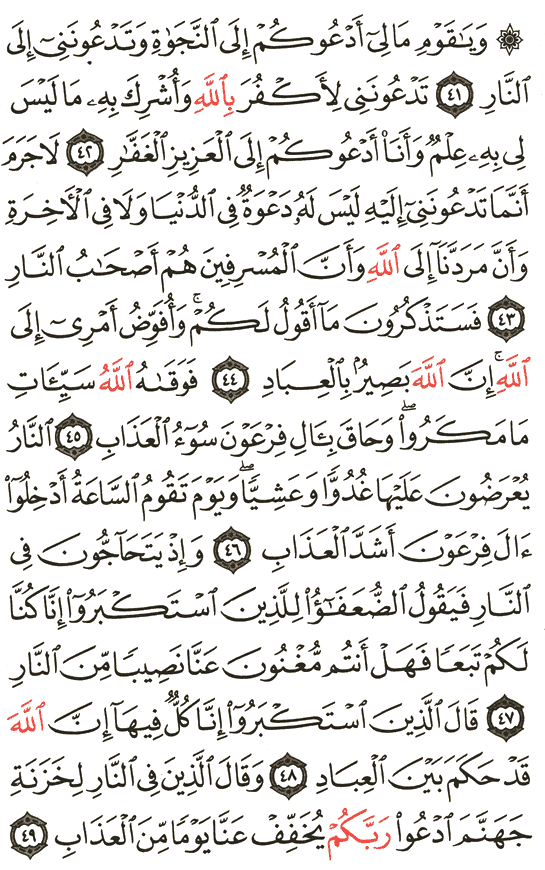 ۞ وَيَٰقَوْمِ مَا لِىٓ أَدْعُوكُمْ إِلَى ٱلنَّجَوٰةِ وَتَدْعُونَنِىٓ إِلَى
ٱلنَّارِ ٤١ تَدْعُونَنِى لِأَكْفُرَ بِٱللَّهِ وَأُشْرِكَ بِهِۦ مَا لَيْسَ
لِى بِهِۦ عِلْمٌ وَأَنَا۠ أَدْعُوكُمْ إِلَى ٱلْعَزِيزِ ٱلْغَفَّٰرِ ٤٢ لَا جَرَمَ
أَنَّمَا تَدْعُونَنِىٓ إِلَيْهِ لَيْسَ لَهُۥ دَعْوَةٌ فِى ٱلدُّنْيَا وَلَا فِى ٱلْءَاخِرَةِ
وَأَنَّ مَرَدَّنَآ إِلَى ٱللَّهِ وَأَنَّ ٱلْمُسْرِفِينَ هُمْ أَصْحَٰبُ ٱلنَّارِ
٤٣ فَسَتَذْكُرُونَ مَآ أَقُولُ لَكُمْ ۚ وَأُفَوِّضُ أَمْرِىٓ إِلَى
ٱللَّهِ ۚ إِنَّ ٱللَّهَ بَصِيرٌۢ بِٱلْعِبَادِ ٤٤ فَوَقَىٰهُ ٱللَّهُ سَيِّـَٔاتِ
مَا مَكَرُوا۟ ۖ وَحَاقَ بِـَٔالِ فِرْعَوْنَ سُوٓءُ ٱلْعَذَابِ ٤٥ ٱلنَّارُ
يُعْرَضُونَ عَلَيْهَا غُدُوًّا وَعَشِيًّا ۖ وَيَوْمَ تَقُومُ ٱلسَّاعَةُ أَدْخِلُوٓا۟
ءَالَ فِرْعَوْنَ أَشَدَّ ٱلْعَذَابِ ٤٦ وَإِذْ يَتَحَآجُّونَ فِى
ٱلنَّارِ فَيَقُولُ ٱلضُّعَفَٰٓؤُا۟ لِلَّذِينَ ٱسْتَكْبَرُوٓا۟ إِنَّا كُنَّا
لَكُمْ تَبَعًا فَهَلْ أَنتُم مُّغْنُونَ عَنَّا نَصِيبًا مِّنَ ٱلنَّارِ
٤٧ قَالَ ٱلَّذِينَ ٱسْتَكْبَرُوٓا۟ إِنَّا كُلٌّ فِيهَآ إِنَّ ٱللَّهَ
قَدْ حَكَمَ بَيْنَ ٱلْعِبَادِ ٤٨ وَقَالَ ٱلَّذِينَ فِى ٱلنَّارِ لِخَزَنَةِ
جَهَنَّمَ ٱدْعُوا۟ رَبَّكُمْ يُخَفِّفْ عَنَّا يَوْمًا مِّنَ ٱلْعَذَابِ ٤٩